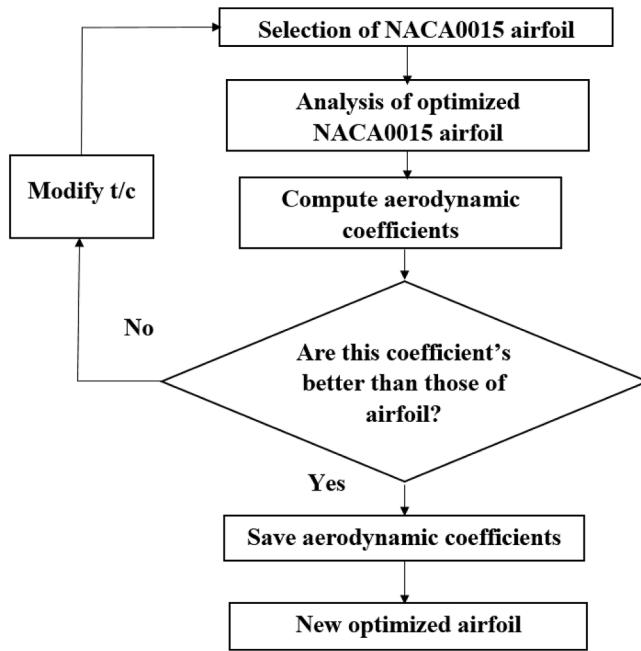 Selection of NACA0015 airfoil
Analysis of optimized
NACA0015 airfoil
Modify t/c
Compute aerodynamic
coefficients
No
Are this coefficient's
better than those of
airfoil?
Yes
Save aerodynamic coefficients
New optimized airfoil